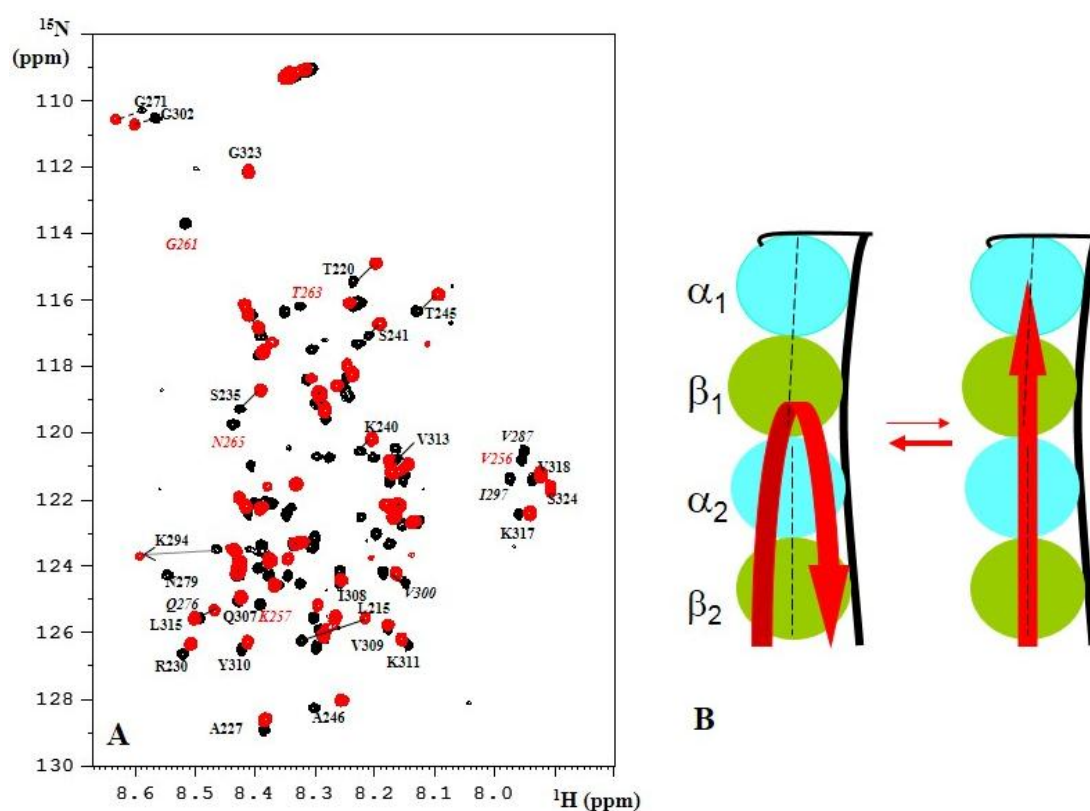 ¹⁵N
(ppm)
110
112
114
116
118
120
122
124
126
128
130
G271
G302
G323
G261
T220
T263
T245
S241
S235
N265
K240
V313
V287
V256
V318
I297
S324
K317
K294
N279
Q276
Q307
K257
I308
L215
V300
L315
V309
R230
Y310
K311
A246
A227
A
8.6
8.5
8.4
8.3
8.2
8.1
8.0
¹H (ppm)
α₁
β₁
α₂
β₂
B